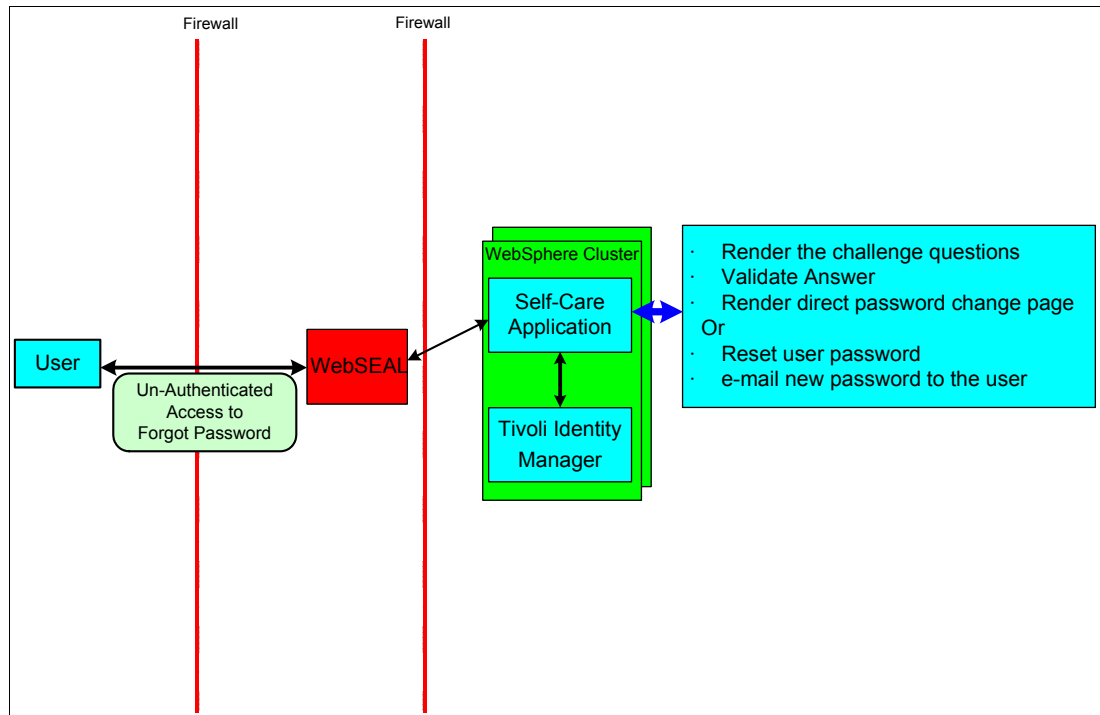 Firewall
Firewall
User
Un-Authenticated
Access to
Forgot Password
WebSEAL
WebSphere Cluster
Self-Care
Application
Tivoli Identity
Manager
· Render the challenge questions
· Validate Answer
· Render direct password change page
Or
· Reset user password
· e-mail new password to the user